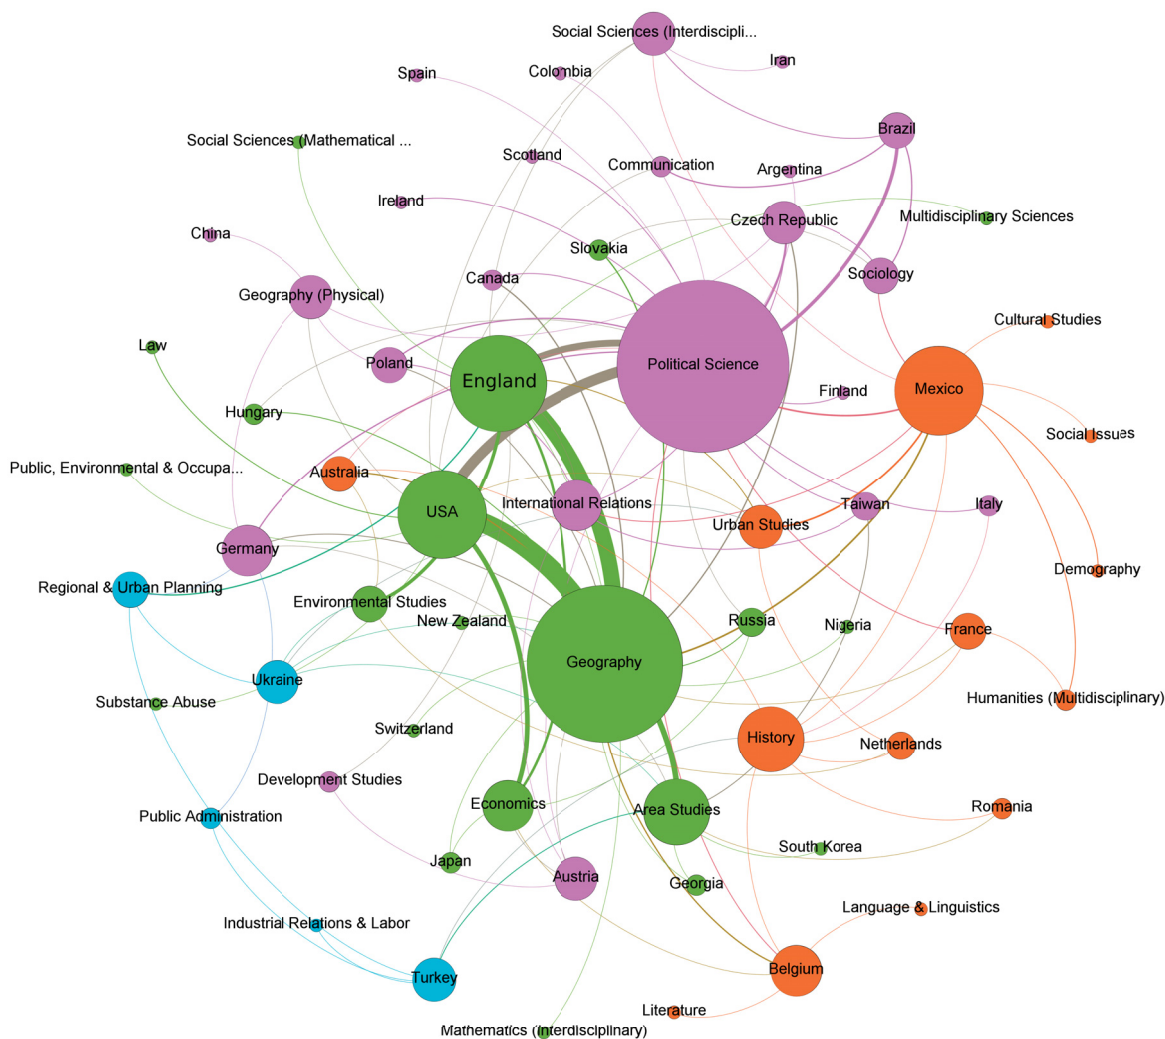 Social Sciences (Interdiscipli...
Iran
Colombia
Spain
Brazil
Social Sciences (Mathematical ...
Scotland
Communication
Argentina
Ireland
Multidisciplinary Sciences
Czech Republic
China
Slovakia
Sociology
Canada
Geography (Physical)
Cultural Studies
Law
Poland
Political Science
England
Mexico
Finland
Hungary
Social Issues
Public, Environmental & Occupa...
Australia
International Relations
Taiwan
Italy
USA
Urban Studies
Germany
Demography
Regional & Urban Planning
Environmental Studies
New Zealand
Russia
Nigeria
France
Geography
Ukraine
Humanities (Multidisciplinary)
Substance Abuse
Switzerland
History
Netherlands
Development Studies
Economics
Area Studies
Romania
Public Administration
South Korea
Japan
Austria
Georgia
Language & Linguistics
Industrial Relations & Labor
Belgium
Turkey
Literature
Mathematics (Interdisciplinary)